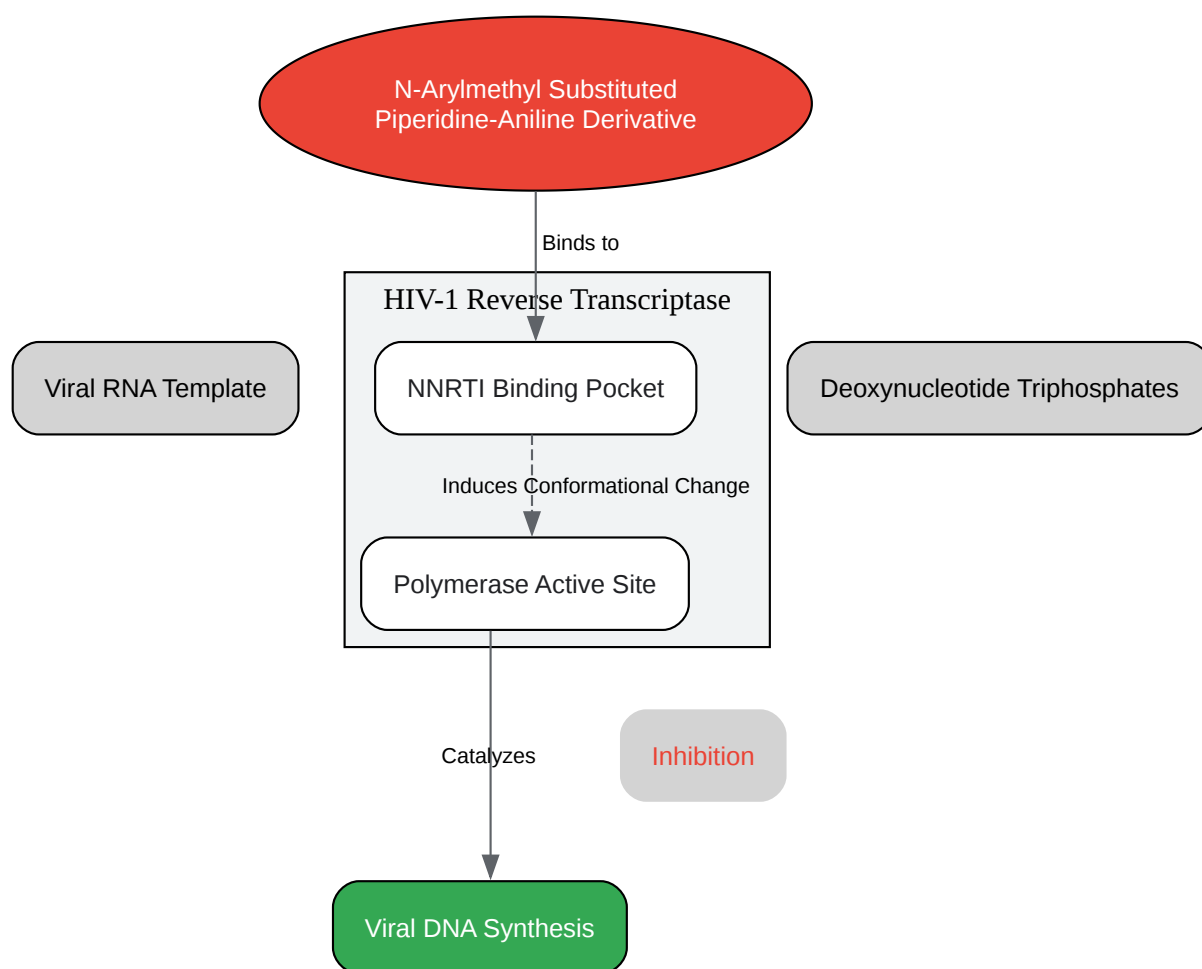 N-Arylmethyl Substituted
Piperidine-Aniline Derivative
Binds to
HIV-1 Reverse Transcriptase
Viral RNA Template
NNRTI Binding Pocket
Deoxynucleotide Triphosphates
Induces Conformational Change
Polymerase Active Site
Catalyzes
Inhibition
Viral DNA Synthesis